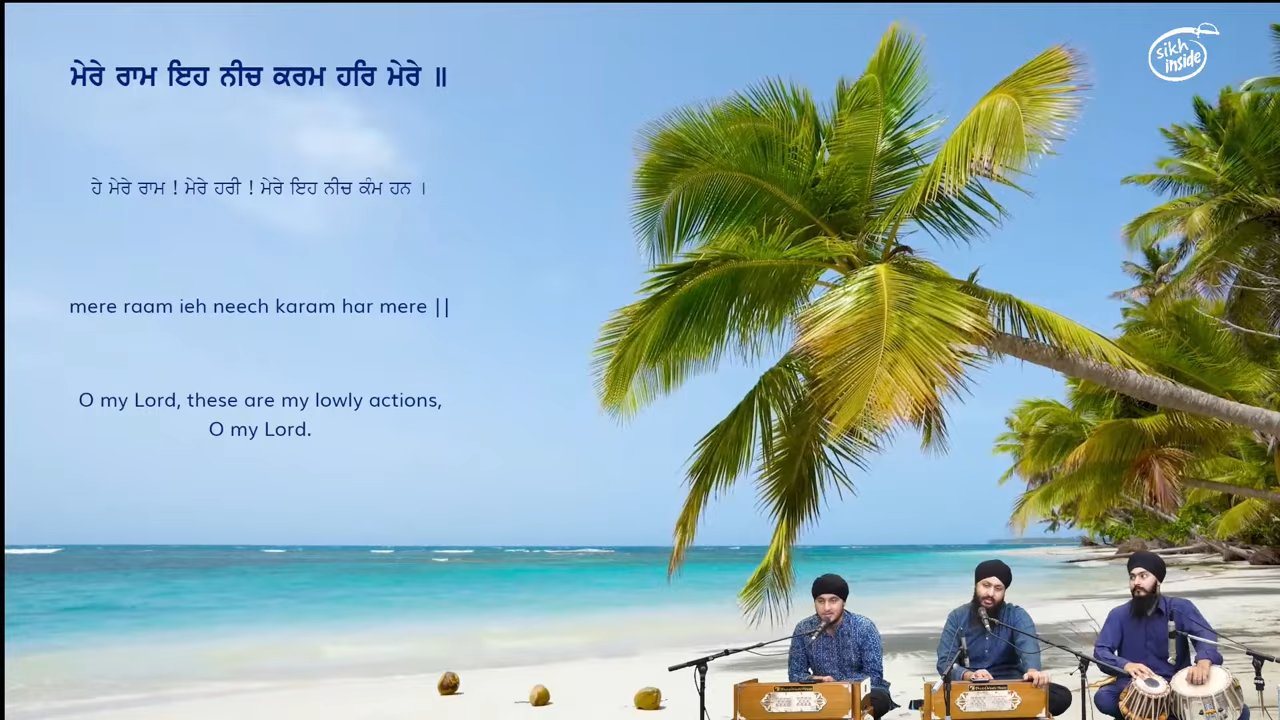 ਮੇਰੇ ਰਾਮ ਇਹ ਨੀਚ ਕਰਮ ਹਰਿ ਮੇਰੇ ॥
ਹੇ ਮੇਰੇ ਰਾਮ ! ਮੇਰੇ ਹਰੀ ! ਮੇਰੇ ਇਹ ਨੀਚ ਕੰਮ ਹਨ ।
mere raam ieh neech karam har mere ||
O my Lord, these are my lowly actions,
O my Lord.
sikh
inside